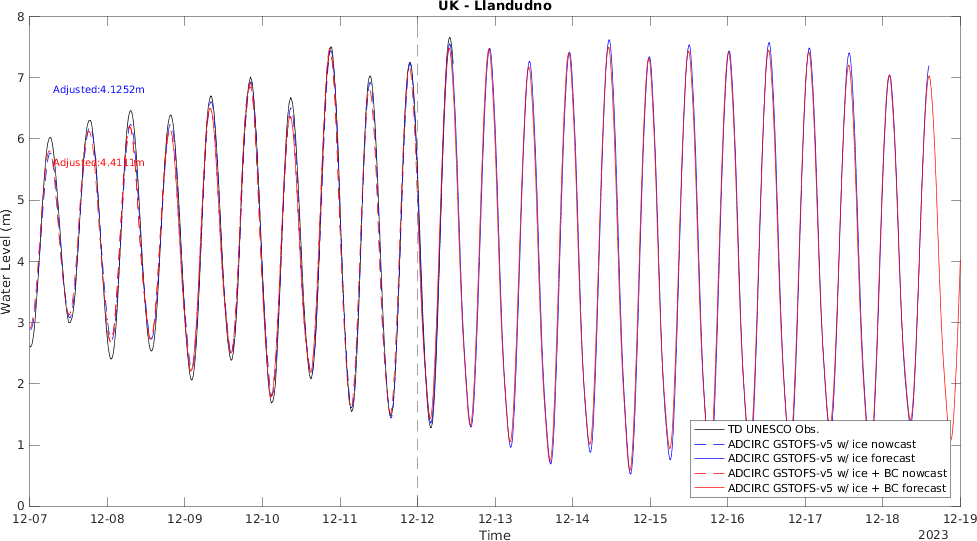 UK - Llandudno
8
7
6
5
4
3
2
1
0
Water Level (m)
Adjusted:4.1252m
Adjusted:4.4111m
TD UNESCO Obs.
ADCIRC GSTOFS-v5 w/ ice nowcast
ADCIRC GSTOFS-v5 w/ ice forecast
ADCIRC GSTOFS-v5 w/ ice + BC nowcast
ADCIRC GSTOFS-v5 w/ ice + BC forecast
12-07 12-08 12-09 12-10 12-11 12-12 12-13 12-14 12-15 12-16 12-17 12-18 12-19
Time
2023